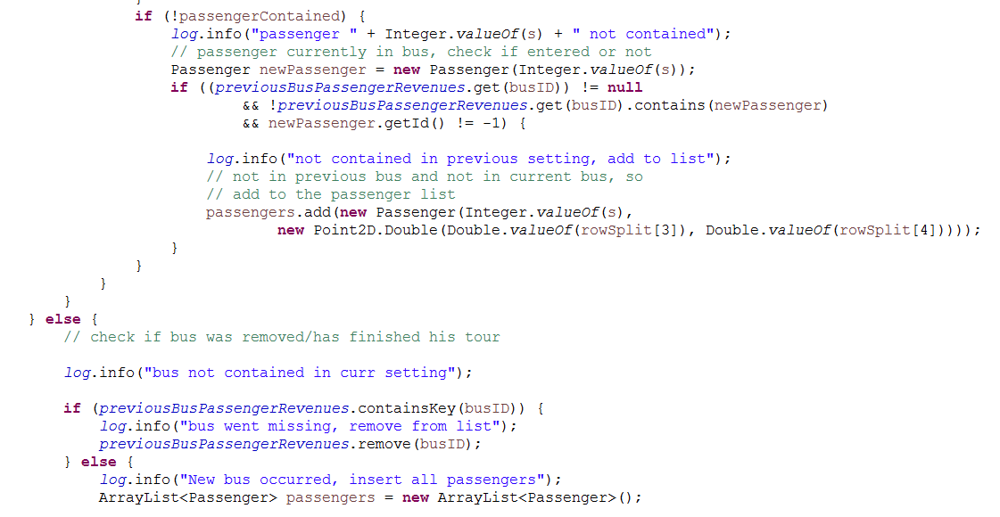 }
if (!passengerContained) {
log.info("passenger " + Integer.valueOf(s) + " not contained");
// passenger currently in bus, check if entered or not
Passenger newPassenger = new Passenger(Integer.valueOf(s));
if ((previousBusPassengerRevenues.get(busID)) != null
&& !previousBusPassengerRevenues.get(busID).contains(newPassenger)
&& newPassenger.getId() != -1) {
log.info("not contained in previous setting, add to list");
// not in previous bus and not in current bus, so
// add to the passenger list
passengers.add(new Passenger(Integer.valueOf(s),
new Point2D.Double(Double.valueOf(rowSplit[3]), Double.valueOf(rowSplit[4]))));
}
}
}
}
} else {
// check if bus was removed/has finished his tour
log.info("bus not contained in curr setting");
if (previousBusPassengerRevenues.containsKey(busID)) {
log.info("bus went missing, remove from list");
previousBusPassengerRevenues.remove(busID);
} else {
log.info("New bus occurred, insert all passengers");
ArrayList<Passenger> passengers = new ArrayList<Passenger>();